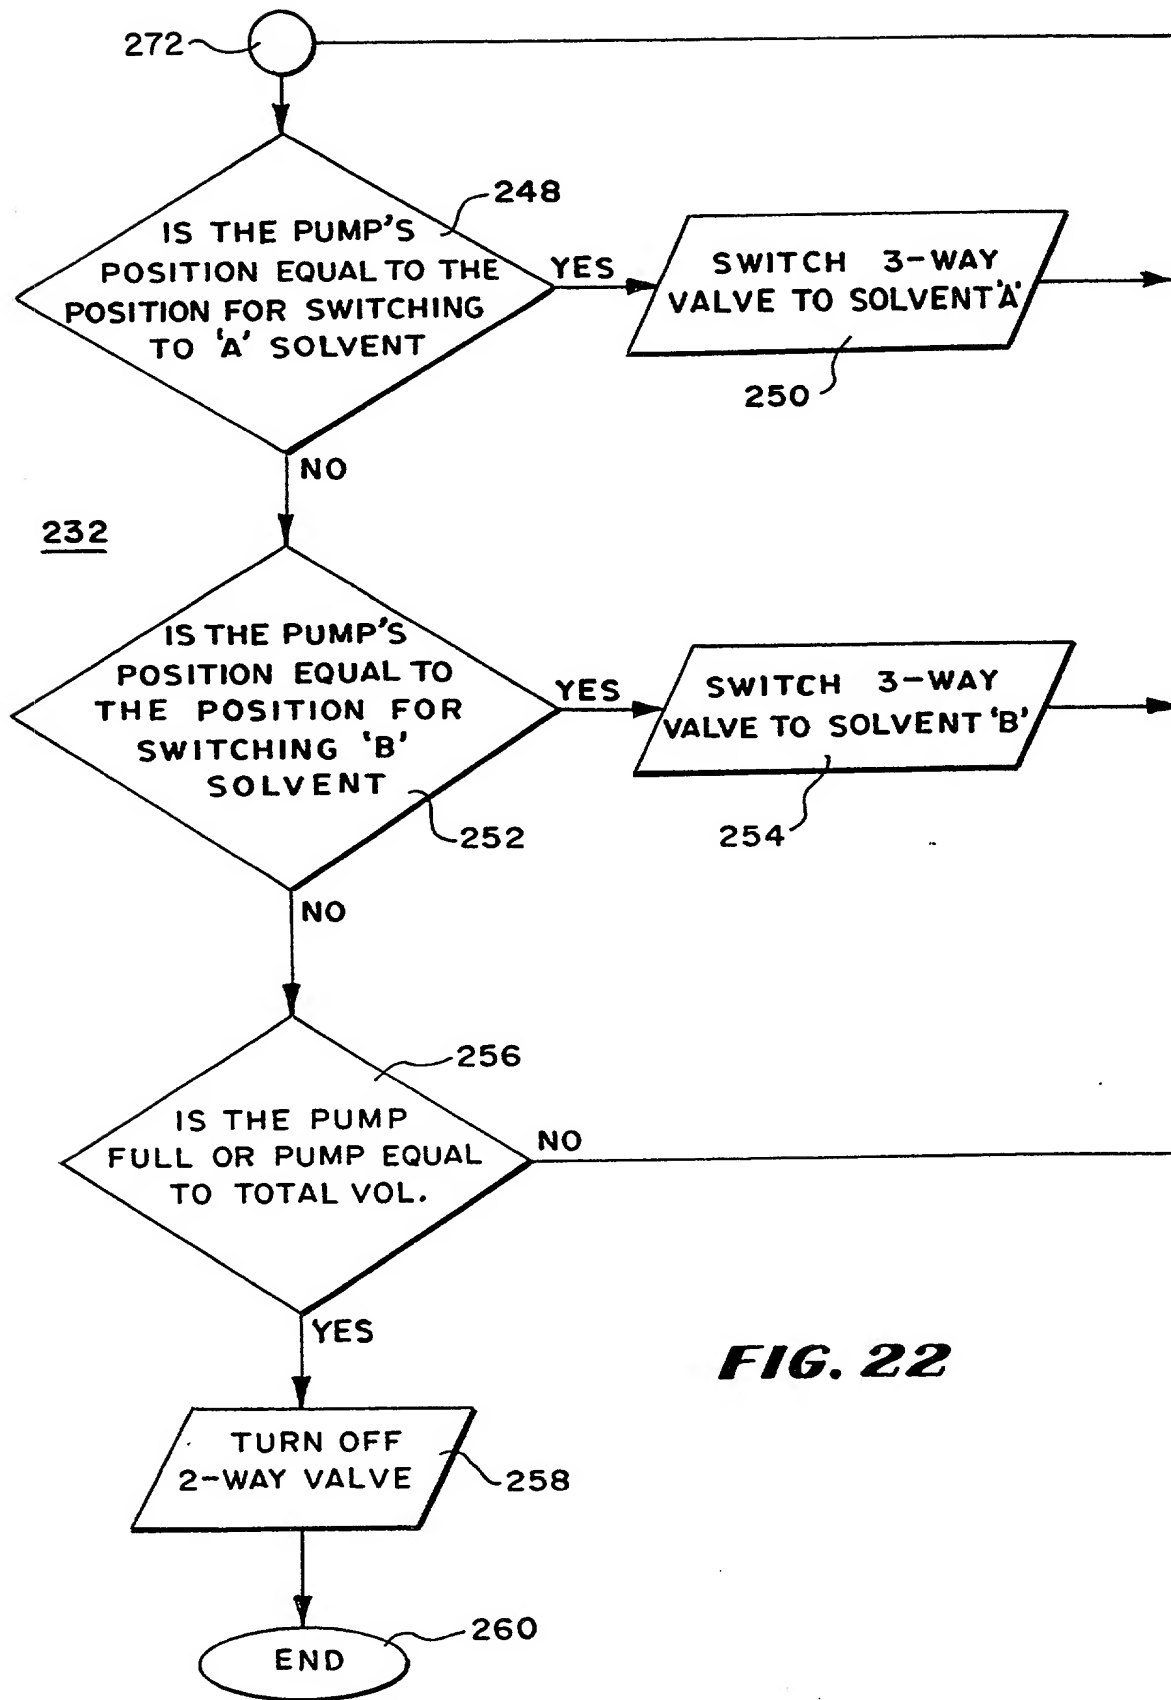 272
248
IS THE PUMP'S
POSITION EQUAL TO THE
POSITION FOR SWITCHING
TO 'A' SOLVENT
YES
SWITCH 3-WAY
VALVE TO SOLVENT 'A'
250
NO
232
IS THE PUMP'S
POSITION EQUAL TO
THE POSITION FOR
SWITCHING 'B'
SOLVENT
252
YES
SWITCH 3-WAY
VALVE TO SOLVENT 'B'
254
NO
256
IS THE PUMP
FULL OR PUMP EQUAL
TO TOTAL VOL.
NO
YES
FIG. 22
TURN OFF
2-WAY VALVE
258
END
260